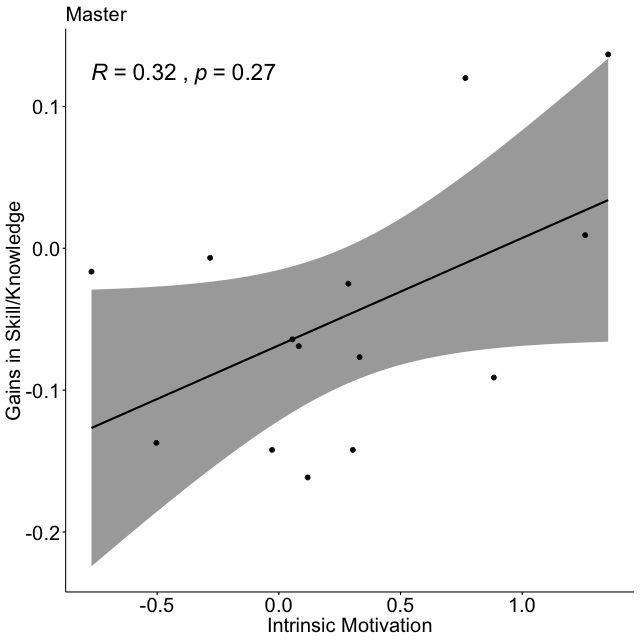 Master
R = 0.32 , p = 0.27
Gains in Skill/Knowledge
0.1
0.0
-0.1
-0.2
-0.5
0.0
0.5
1.0
Intrinsic Motivation